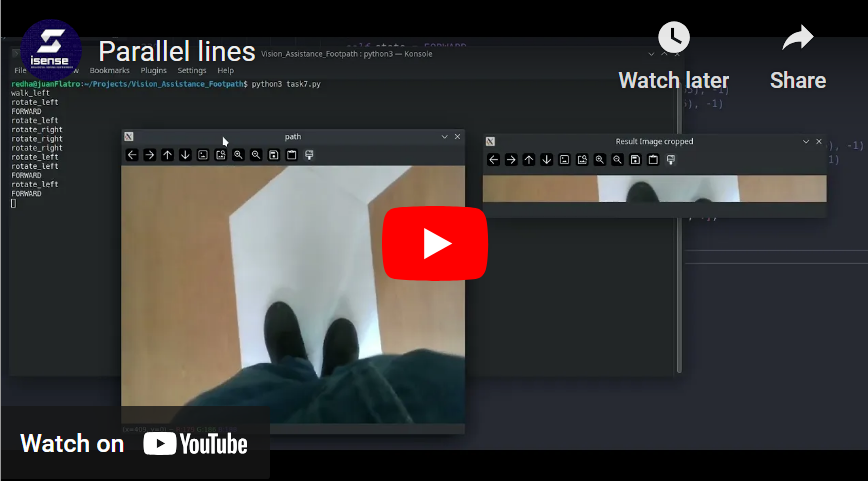 isense
Parallel lines
Vision_Assistance_Footpath : python3 — Konsole
Watch later
Share
File
Bookmarks
Plugins
Settings
Help
redha@juanFlatro:~/Projects/Vision_Assistance_Footpath$ python3 task7.py
walk_left
rotate_left
FORWARD
rotate_left
rotate_right
rotate_right
rotate_right
rotate_left
rotate_left
FORWARD
rotate_left
FORWARD
path
Result Image cropped
, -1)
, -1)
Watch on YouTube